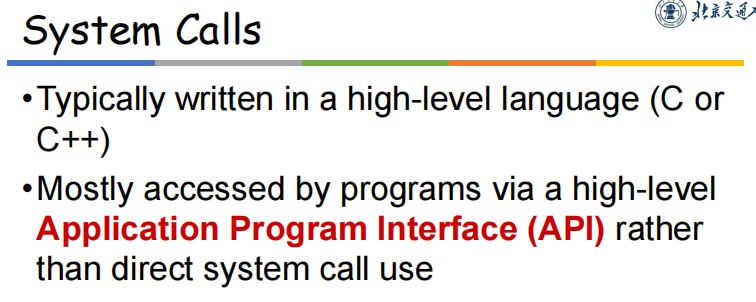 System Calls
北京交通大
•Typically written in a high-level language (C or
C++)
•Mostly accessed by programs via a high-level
Application Program Interface (API) rather
than direct system call use